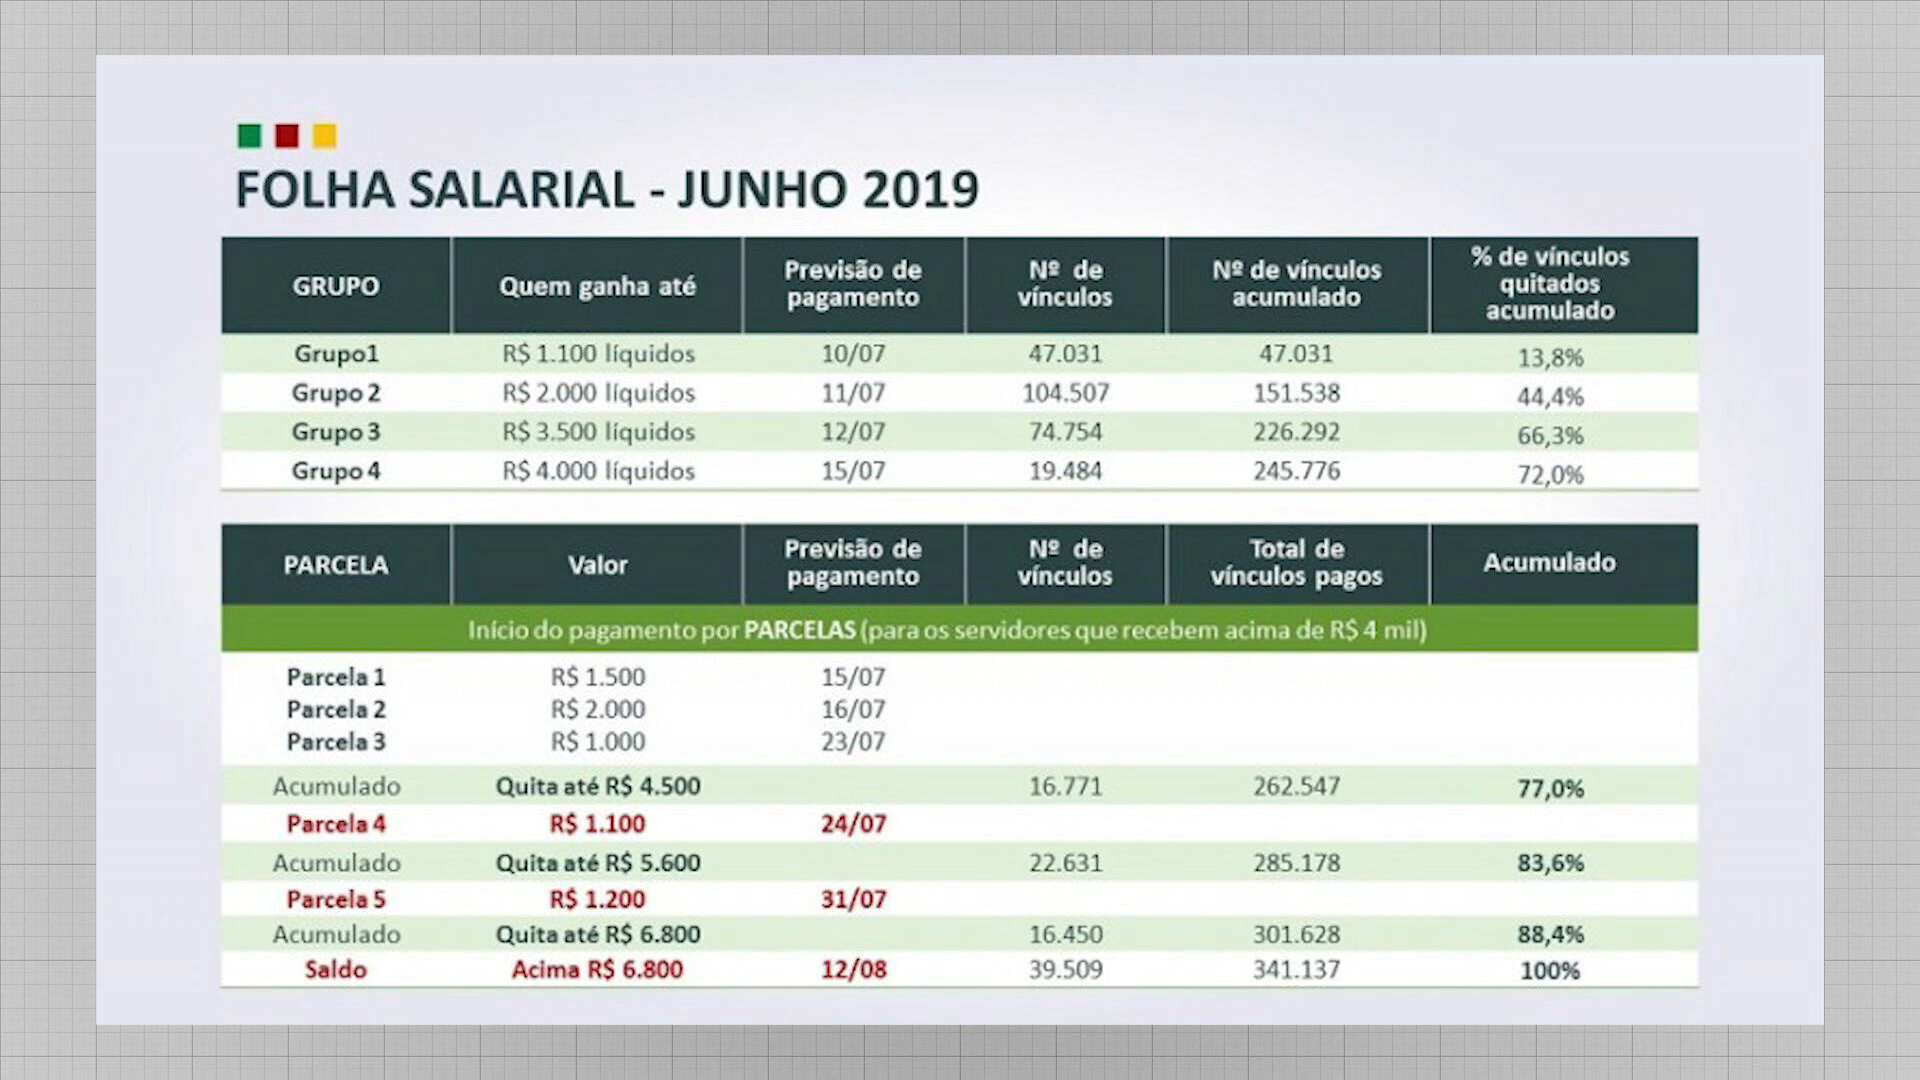 FOLHA SALARIAL - JUNHO 2019
GRUPO Quem ganha até Previsão de pagamento Nº de vínculos Nº de vínculos acumulado % de vínculos quitados acumulado
Grupo1 R$ 1.100 líquidos 10/07 47.031 47.031 13,8%
Grupo 2 R$ 2.000 líquidos 11/07 104.507 151.538 44,4%
Grupo 3 R$ 3.500 líquidos 12/07 74.754 226.292 66,3%
Grupo 4 R$ 4.000 líquidos 15/07 19.484 245.776 72,0%
PARCELA Valor Previsão de pagamento Nº de vínculos Total de vínculos pagos Acumulado
Início do pagamento por PARCELAS (para os servidores que recebem acima de R$ 4 mil)
Parcela 1 R$ 1.500 15/07
Parcela 2 R$ 2.000 16/07
Parcela 3 R$ 1.000 23/07
Acumulado Quita até R$ 4.500 16.771 262.547 77,0%
Parcela 4 R$ 1.100 24/07
Acumulado Quita até R$ 5.600 22.631 285.178 83,6%
Parcela 5 R$ 1.200 31/07
Acumulado Quita até R$ 6.800 16.450 301.628 88,4%
Saldo Acima R$ 6.800 12/08 39.509 341.137 100%